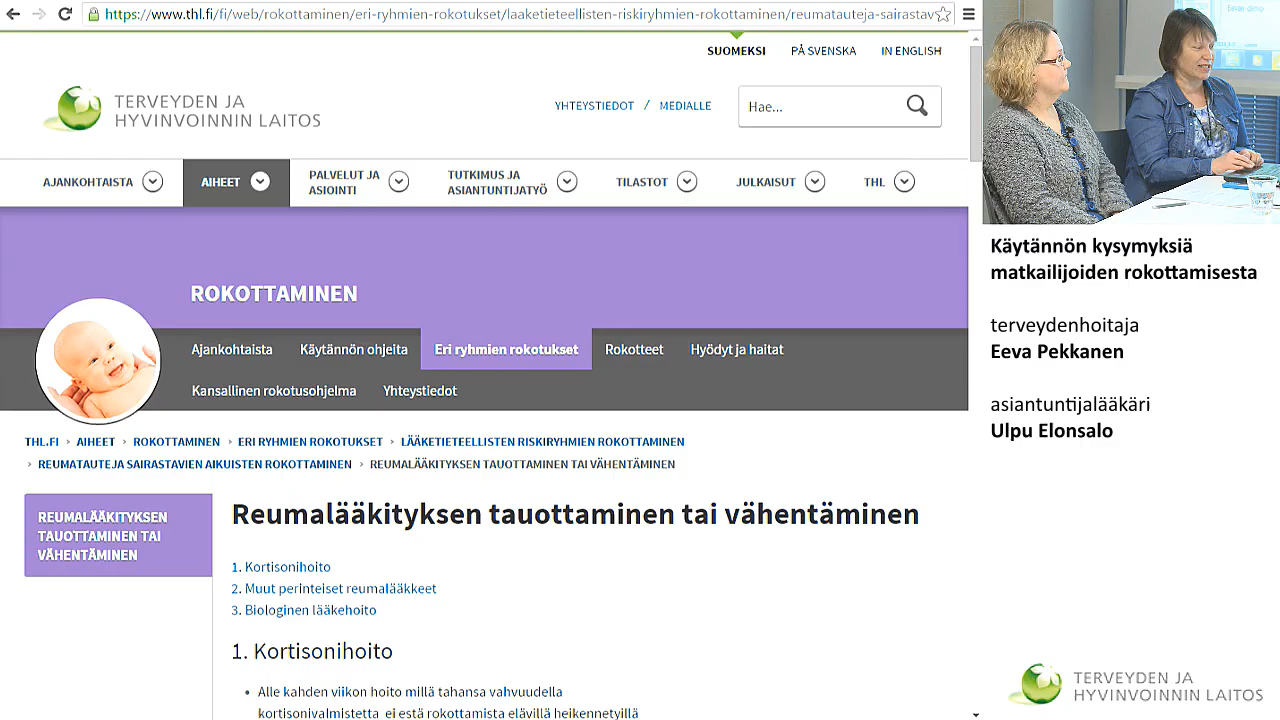 https://www.thl.fi/fi/web/rokottaminen/eri-ryhmien-rokotukset/laaketieteellisten-riskiryhmien-rokottaminen/reumatauteja-sairastav
SUOMEKSI PÅ SVENSKA IN ENGLISH
TERVEYDEN JA
HYVINVOINNIN LAITOS
YHTEYSTIEDOT / MEDIALLE
Hae...
AJANKOHTAISTA
AIHEET
PALVELUT JA
ASIOINTI
TUTKIMUS JA
ASIANTUNTIJATYÖ
TILASTOT
JULKAISUT
THL
ROKOTTAMINEN
Ajankohtaista Käytännön ohjeita Eri ryhmien rokotukset Rokotteet Hyödyt ja haitat
Kansallinen rokotusohjelma Yhteystiedot
THL.FI › AIHEET › ROKOTTAMINEN › ERI RYHMIEN ROKOTUKSET › LÄÄKETIETEELLISTEN RISKIRYHMIEN ROKOTTAMINEN
› REUMATAUTEJA SAIRASTAVIEN AIKUISTEN ROKOTTAMINEN › REUMALÄÄKITYKSEN TAUOTTAMINEN TAI VÄHENTÄMINEN
REUMALÄÄKITYKSEN
TAUOTTAMINEN TAI
VÄHENTÄMINEN
Reumalääkityksen tauottaminen tai vähentäminen
1. Kortisonihoito
2. Muut perinteiset reumalääkkeet
3. Biologinen lääkehoito
1. Kortisonihoito
• Alle kahden viikon hoito millä tahansa vahvuudella
kortisonivalmistetta ei estä rokottamista elävillä heikennetyillä
Käytännön kysymyksiä
matkailijoiden rokottamisesta
terveydenhoitaja
Eeva Pekkanen
asiantuntijalääkäri
Ulpu Elonsalo
TERVEYDEN JA
HYVINVOINNIN LAITOS